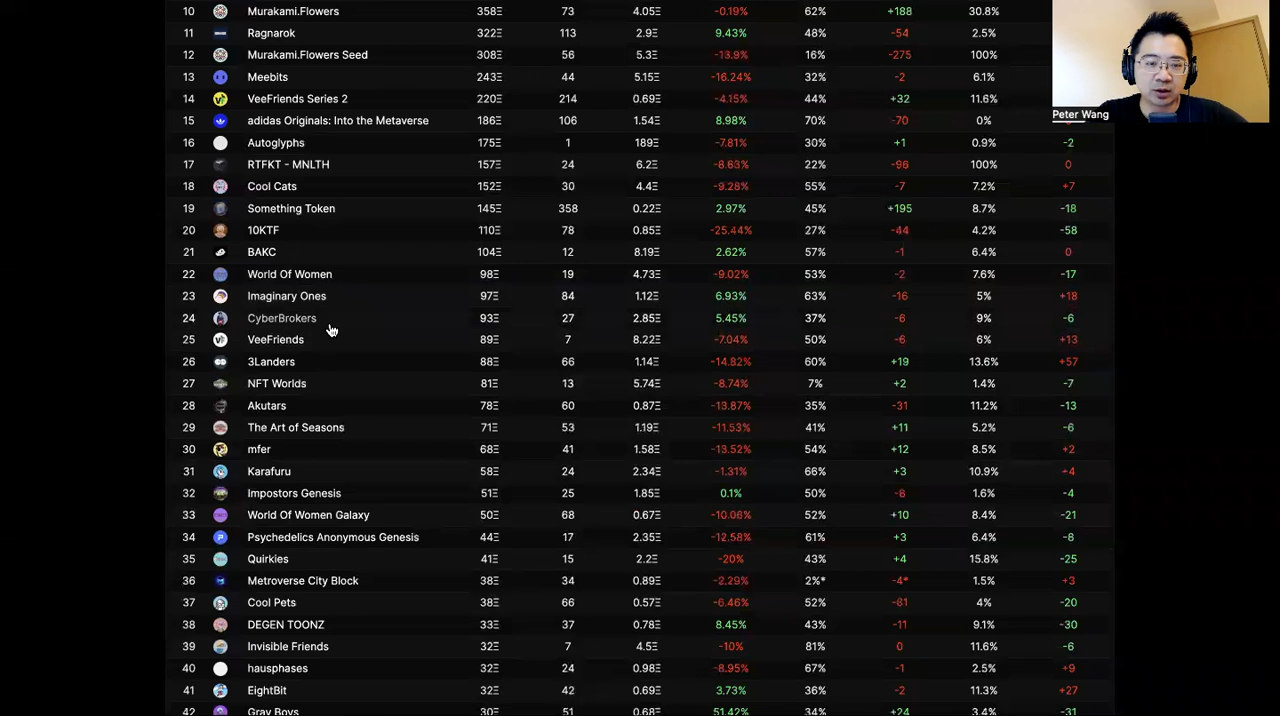 10 Murakami.Flowers 358Ξ 73 4.05Ξ -0.19% 62% +188 30.8%
11 Ragnarok 322Ξ 113 2.9Ξ 9.43% 48% -54 2.5%
12 Murakami.Flowers Seed 308Ξ 56 5.3Ξ -13.9% 16% -275 100%
13 Meebits 243Ξ 44 5.15Ξ -16.24% 32% -2 6.1%
14 VeeFriends Series 2 220Ξ 214 0.69Ξ -4.15% 44% +32 11.6%
Peter Wang
15 adidas Originals: Into the Metaverse 186Ξ 106 1.54Ξ 8.98% 70% -70 0%
16 Autoglyphs 175Ξ 1 189Ξ -7.81% 30% +1 0.9% -2
17 RTFKT - MNLTH 157Ξ 24 6.2Ξ -8.83% 22% -96 100% 0
18 Cool Cats 152Ξ 30 4.4Ξ -9.28% 55% -7 7.2% +7
19 Something Token 145Ξ 358 0.22Ξ 2.97% 45% +195 8.7% -18
20 10KTF 110Ξ 78 0.85Ξ -25.44% 27% -44 4.2% -58
21 BAKC 104Ξ 12 8.19Ξ 2.62% 57% -1 6.4% 0
22 World Of Women 98Ξ 19 4.73Ξ -9.02% 53% -2 7.6% -17
23 Imaginary Ones 97Ξ 84 1.12Ξ 6.93% 63% -16 5% +18
24 CyberBrokers 93Ξ 27 2.85Ξ 5.45% 37% -6 9% -6
25 VeeFriends 89Ξ 7 8.22Ξ -7.04% 50% -6 6% +13
26 3Landers 88Ξ 66 1.14Ξ -14.82% 60% +19 13.6% +57
27 NFT Worlds 81Ξ 13 5.74Ξ -8.74% 7% +2 1.4% -7
28 Akutars 78Ξ 60 0.87Ξ -13.87% 35% -31 11.2% -13
29 The Art of Seasons 71Ξ 53 1.19Ξ -11.53% 41% +11 5.2% -6
30 mfer 68Ξ 41 1.58Ξ -13.52% 54% +12 8.5% +2
31 Karafuru 58Ξ 24 2.34Ξ -1.31% 66% +3 10.9% +4
32 Impostors Genesis 51Ξ 25 1.85Ξ 0.1% 50% -8 1.6% -4
33 World Of Women Galaxy 50Ξ 68 0.67Ξ -10.06% 52% +10 8.4% -21
34 Psychedelics Anonymous Genesis 44Ξ 17 2.35Ξ -12.58% 61% +3 6.4% -8
35 Quirkies 41Ξ 15 2.2Ξ -20% 43% +4 15.8% -25
36 Metroverse City Block 38Ξ 34 0.89Ξ -2.29% 2%* -4* 1.5% +3
37 Cool Pets 38Ξ 66 0.57Ξ -6.46% 52% -81 4% -20
38 DEGEN TOONZ 33Ξ 37 0.78Ξ 8.45% 43% -11 9.1% -30
39 Invisible Friends 32Ξ 7 4.5Ξ -10% 81% 0 11.6% -6
40 hausphases 32Ξ 24 0.98Ξ -8.95% 67% -1 2.5% +9
41 EightBit 32Ξ 42 0.69Ξ 3.73% 36% -2 11.3% +27
42 Gray Boys 30Ξ 51 0.68Ξ 51.42% 34% +24 3.4% -31